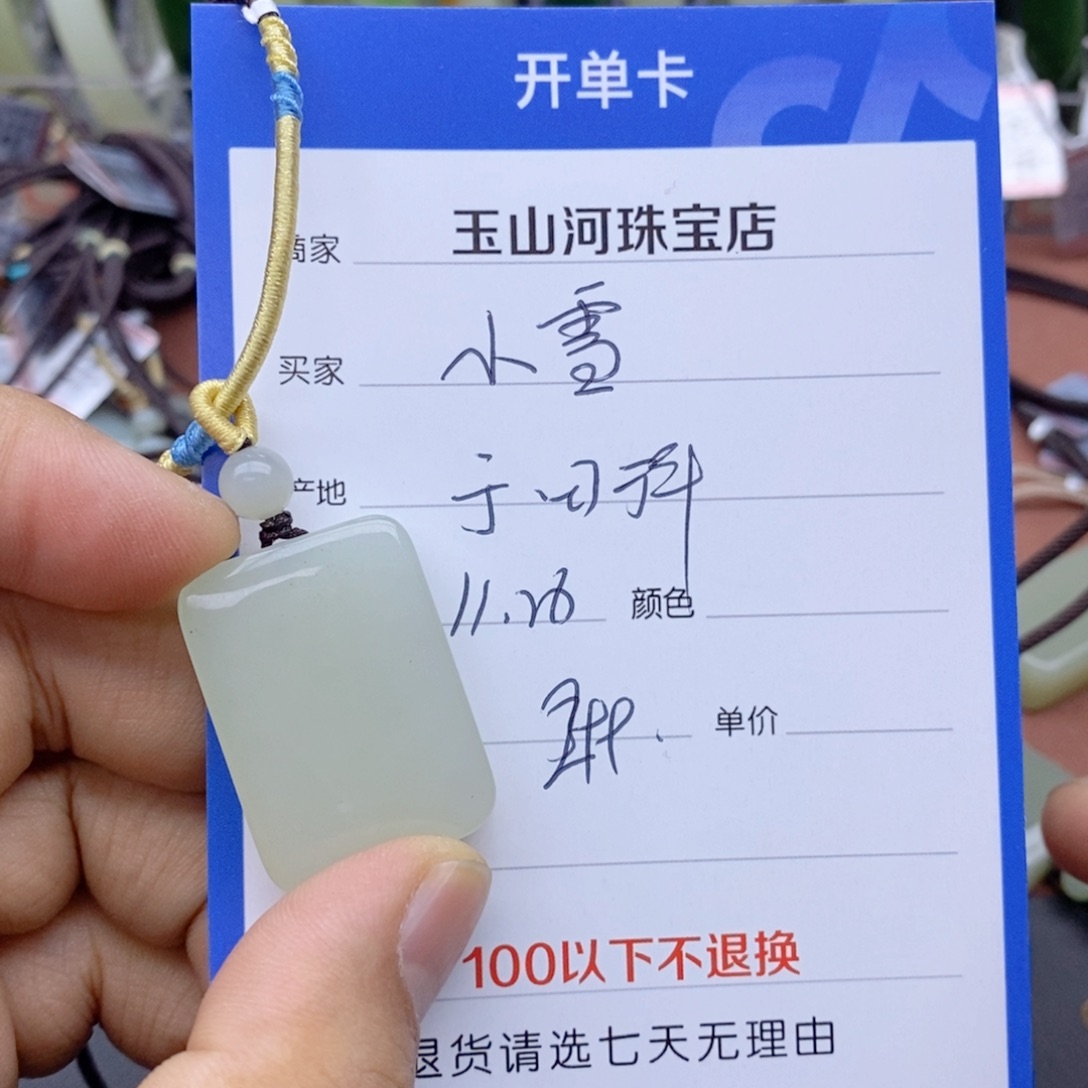 开单卡
商家 玉山河珠宝店
买家 小雪
产地 于田料
11.26 颜色
单价
100以下不退换
退货请选七天无理由